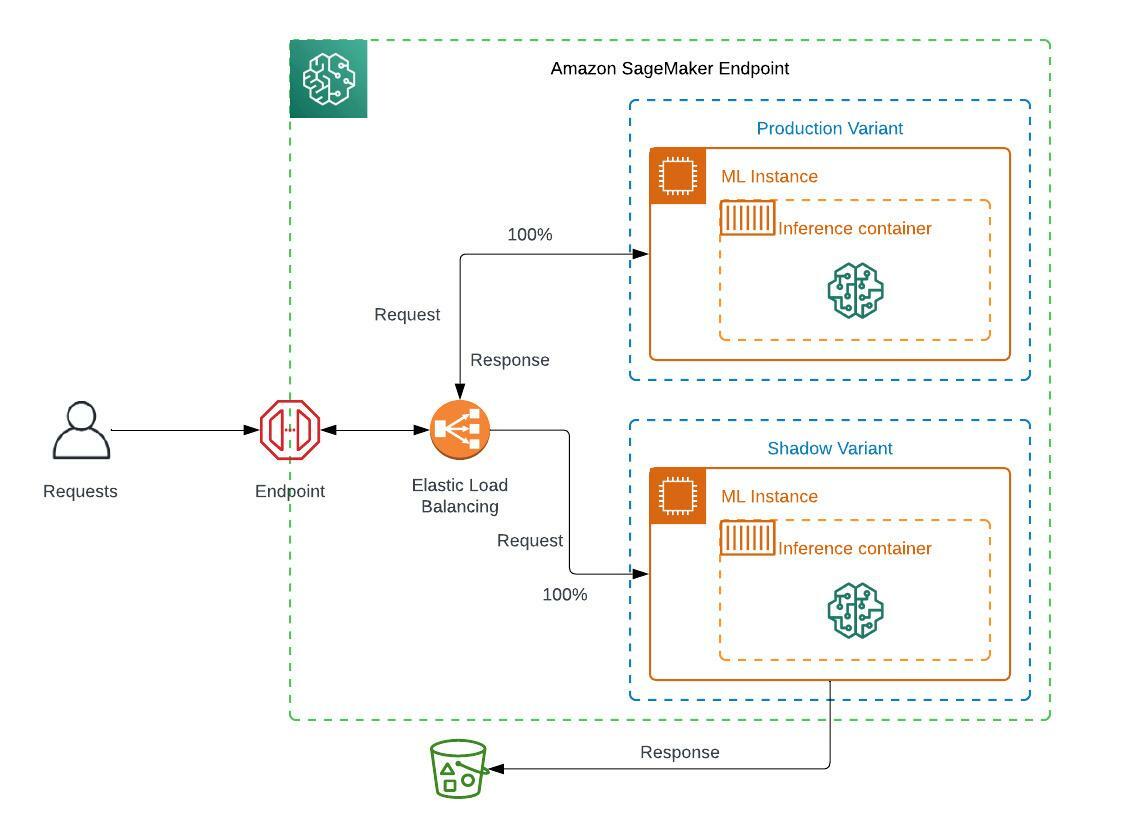 Amazon SageMaker Endpoint
Production Variant
ML Instance
Inference container
100%
Request
Response
Requests
Endpoint
Elastic Load
Balancing
Shadow Variant
ML Instance
Inference container
Request
100%
Response